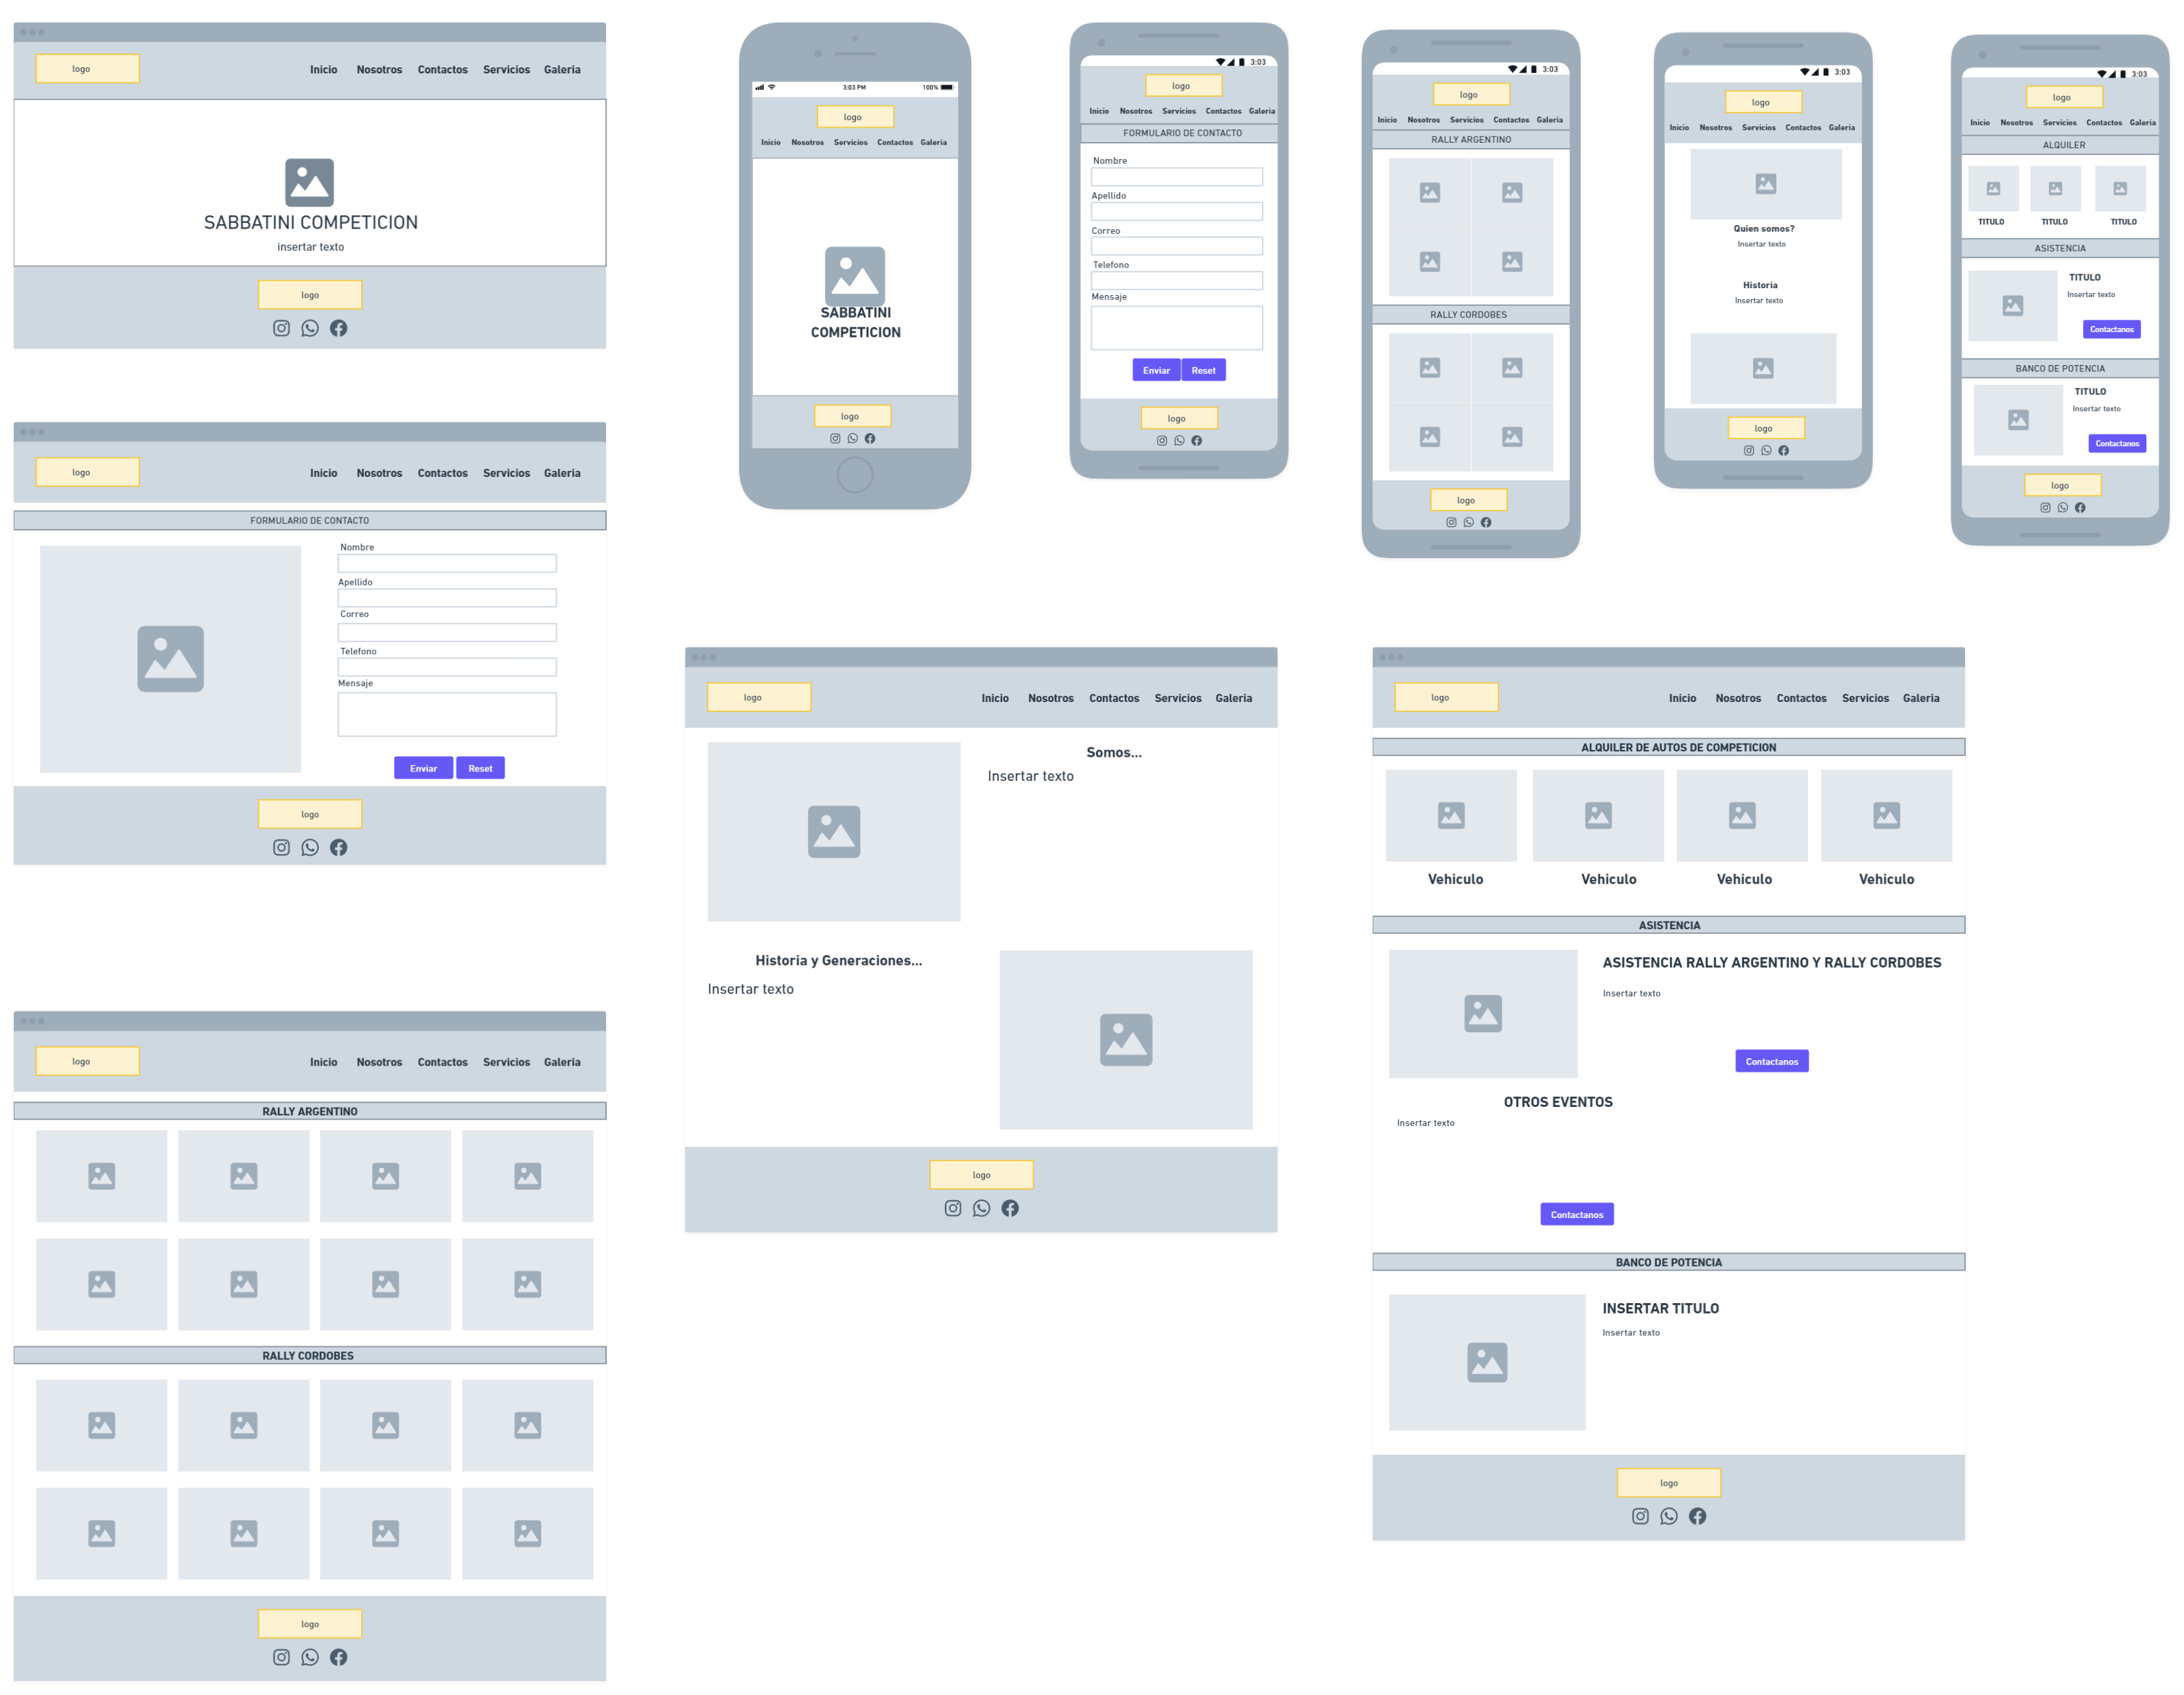 logo
Inicio Nosotros Contactos Servicios Galeria
SABBATINI COMPETICION
insertar texto
logo
logo
Inicio Nosotros Contactos Servicios Galeria
FORMULARIO DE CONTACTO
Nombre
Apellido
Correo
Telefono
Mensaje
Enviar Reset
logo
logo
Inicio Nosotros Contactos Servicios Galeria
RALLY ARGENTINO
RALLY CORDOBES
logo
3:03 PM 100%
logo
Inicio Nosotros Servicios Contactos Galeria
SABBATINI
COMPETICION
logo
3:03
logo
Inicio Nosotros Servicios Contactos Galeria
FORMULARIO DE CONTACTO
Nombre
Apellido
Correo
Telefono
Mensaje
Enviar Reset
logo
3:03
logo
Inicio Nosotros Servicios Contactos Galeria
RALLY ARGENTINO
RALLY CORDOBES
logo
3:03
logo
Inicio Nosotros Servicios Contactos Galeria
Quien somos?
Insertar texto
Historia
Insertar texto
logo
3:03
logo
Inicio Nosotros Servicios Contactos Galeria
ALQUILER
TITULO TITULO TITULO
ASISTENCIA
TITULO
Insertar texto
Contactanos
BANCO DE POTENCIA
TITULO
Insertar texto
Contactanos
logo
logo
Inicio Nosotros Contactos Servicios Galeria
Somos...
Insertar texto
Historia y Generaciones...
Insertar texto
logo
logo
Inicio Nosotros Contactos Servicios Galeria
ALQUILER DE AUTOS DE COMPETICION
Vehiculo Vehiculo Vehiculo Vehiculo
ASISTENCIA
ASISTENCIA RALLY ARGENTINO Y RALLY CORDOBES
Insertar texto
Contactanos
OTROS EVENTOS
Insertar texto
Contactanos
BANCO DE POTENCIA
INSERTAR TITULO
Insertar texto
logo